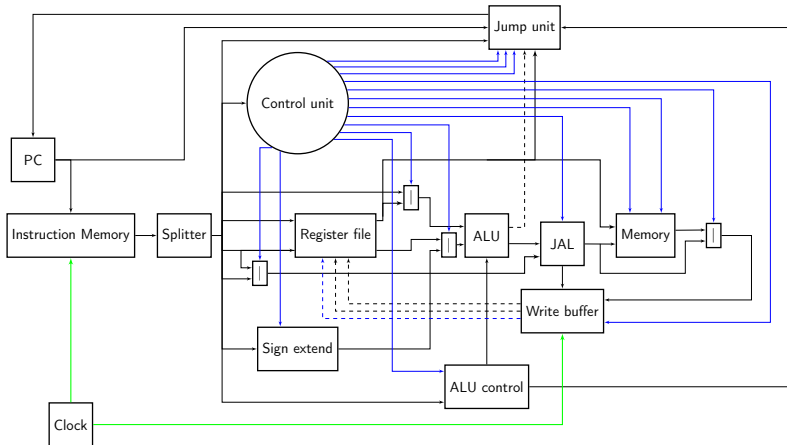 Jump unit
Control unit
PC
Instruction Memory
Splitter
Register file
ALU
JAL
Memory
Write buffer
Sign extend
ALU control
Clock